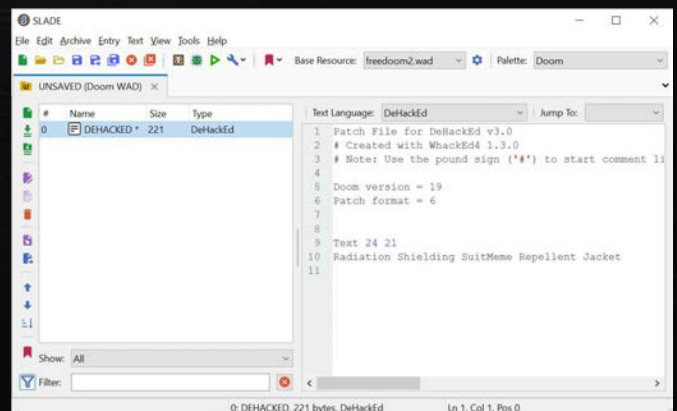 SLADE
File Edit Archive Entry Text View Tools Help
Base Resource: freedoom2.wad Palette: Doom
UNSAVED (Doom WAD)
# Name Size Type
0 DEHACKED * 221 DeHackEd
Show: All
Filter:
Text Language: DeHackEd Jump To:
1 Patch File for DeHackEd v3.0
2 # Created with WhackEd4 1.3.0
3 # Note: Use the pound sign ('#') to start comment li
4
5 Doom version = 19
6 Patch format = 6
7
8
9 Text 24 21
10 Radiation Shielding SuitMeme Repellent Jacket
11
0: DEHACKED, 221 bytes, DeHackEd Ln 1, Col 1, Pos 0